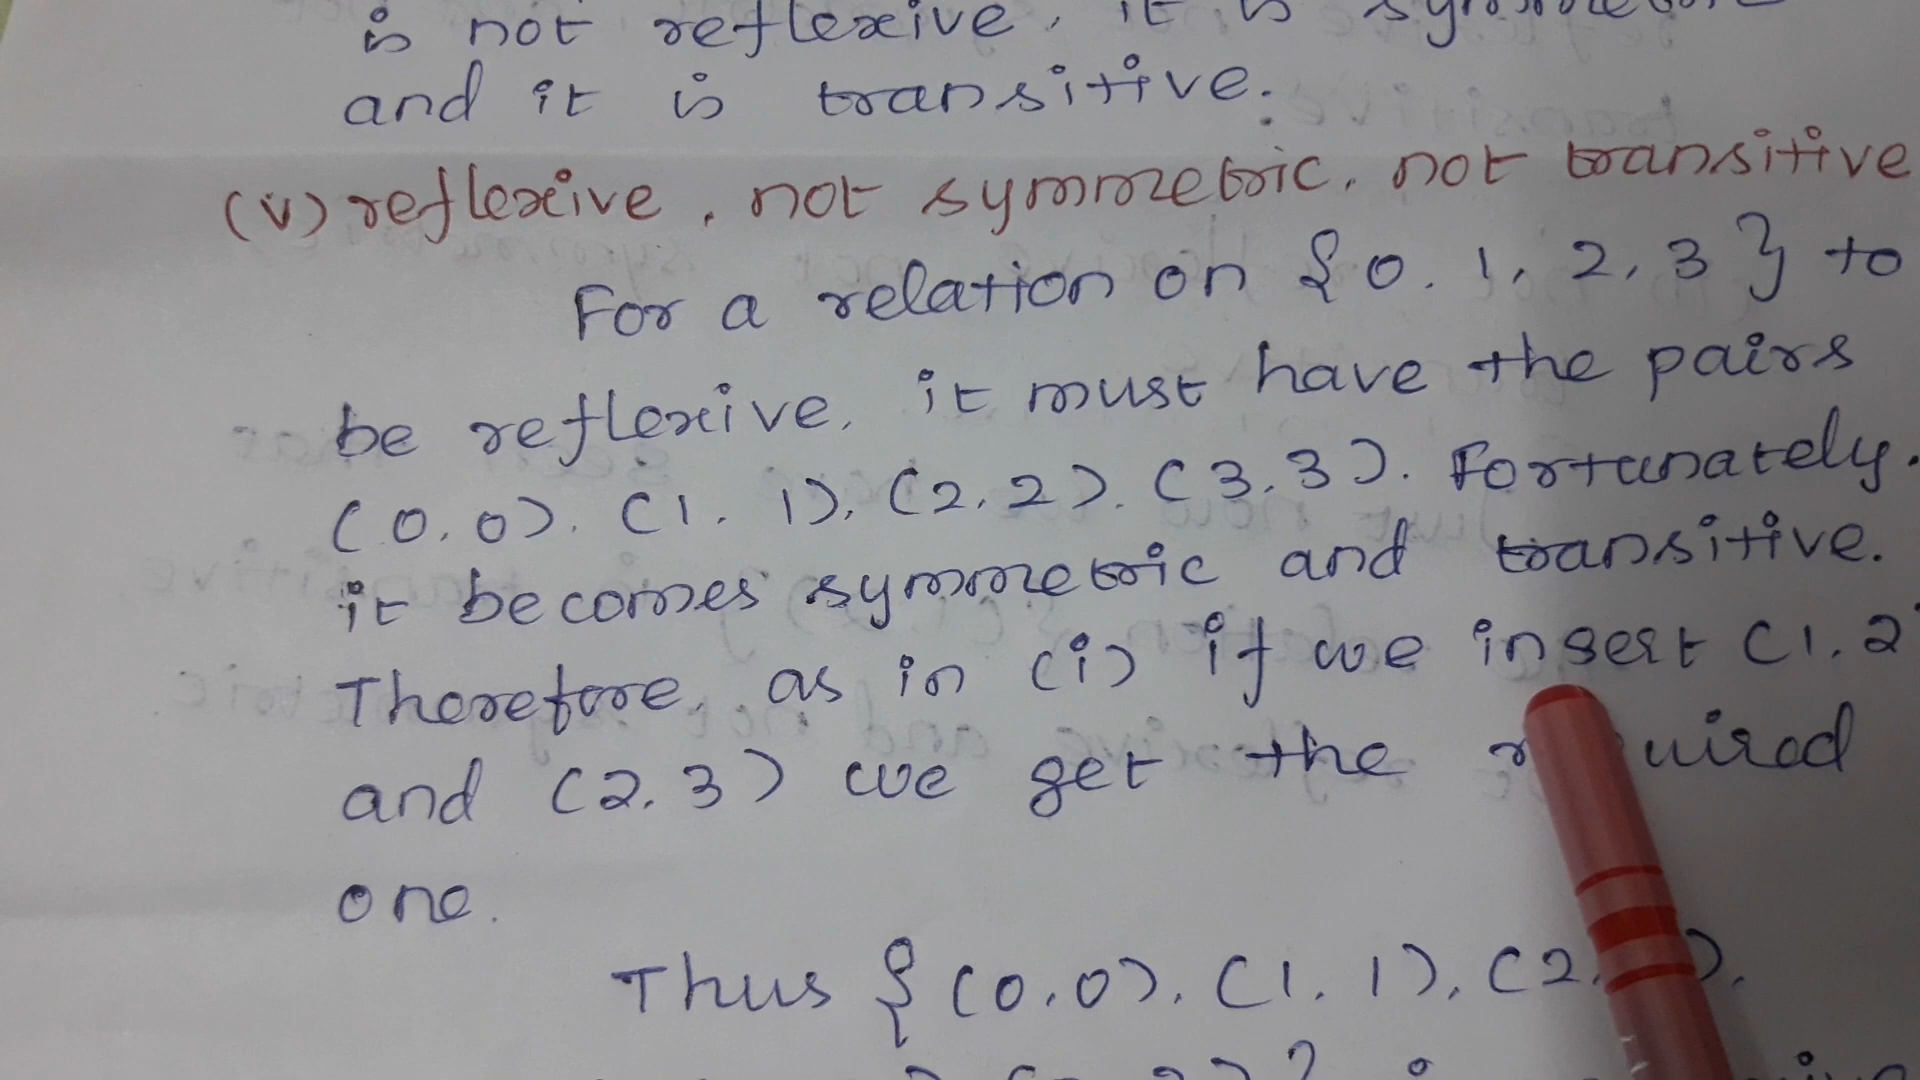 is not reflexive, it is symmetric
and it is transitive.
(v) reflexive, not symmetric, not transitive
For a relation on {0, 1, 2, 3} to
be reflexive, it must have the pairs
(0, 0), (1, 1), (2, 2), (3, 3). Fortunately,
it becomes symmetric and transitive.
Therefore, as in (i) if we insert (1, 2
and (2, 3) we get the required
one.
Thus {(0, 0), (1, 1), (2,